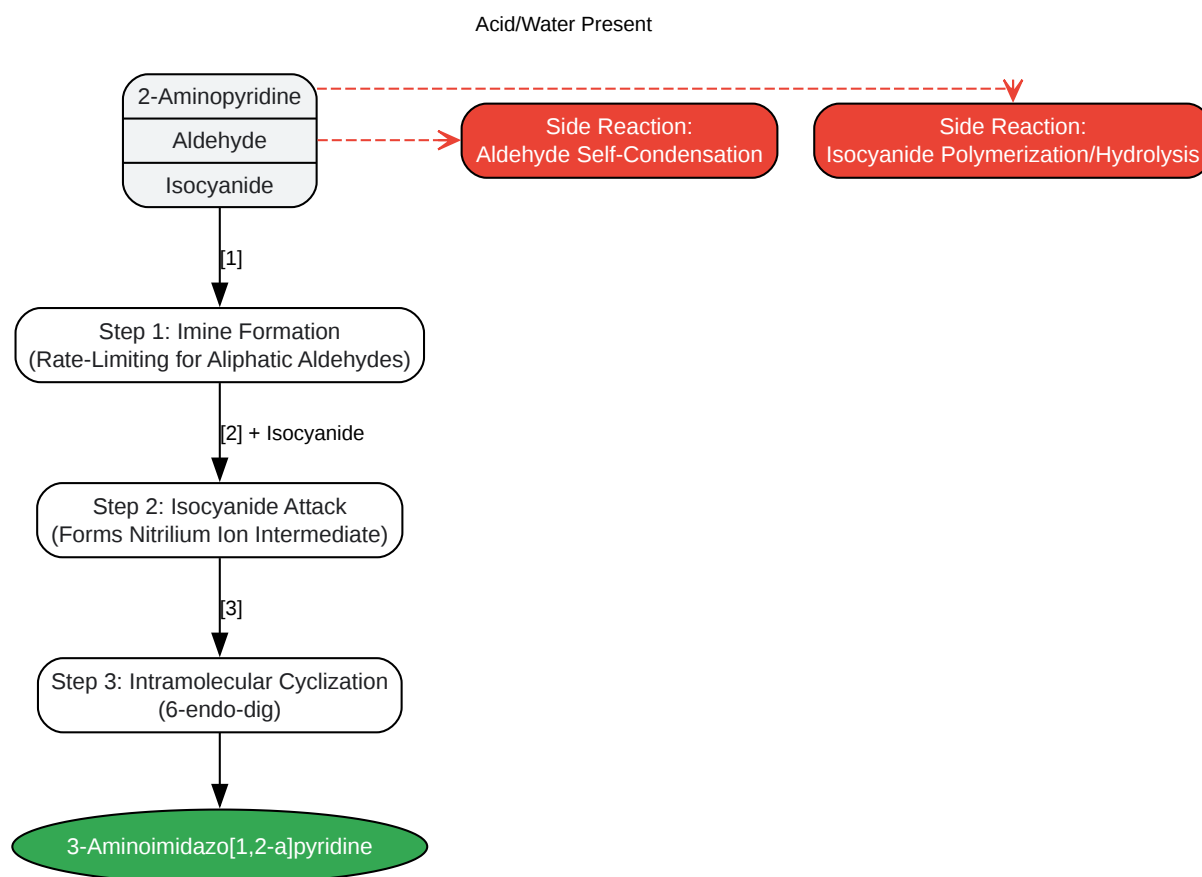 Acid/Water Present
2-Aminopyridine
Aldehyde
Isocyanide
Side Reaction:
Aldehyde Self-Condensation
Side Reaction:
Isocyanide Polymerization/Hydrolysis
[1]
Step 1: Imine Formation
(Rate-Limiting for Aliphatic Aldehydes)
[2] + Isocyanide
Step 2: Isocyanide Attack
(Forms Nitrilium Ion Intermediate)
[3]
Step 3: Intramolecular Cyclization
(6-endo-dig)
3-Aminoimidazo[1,2-a]pyridine